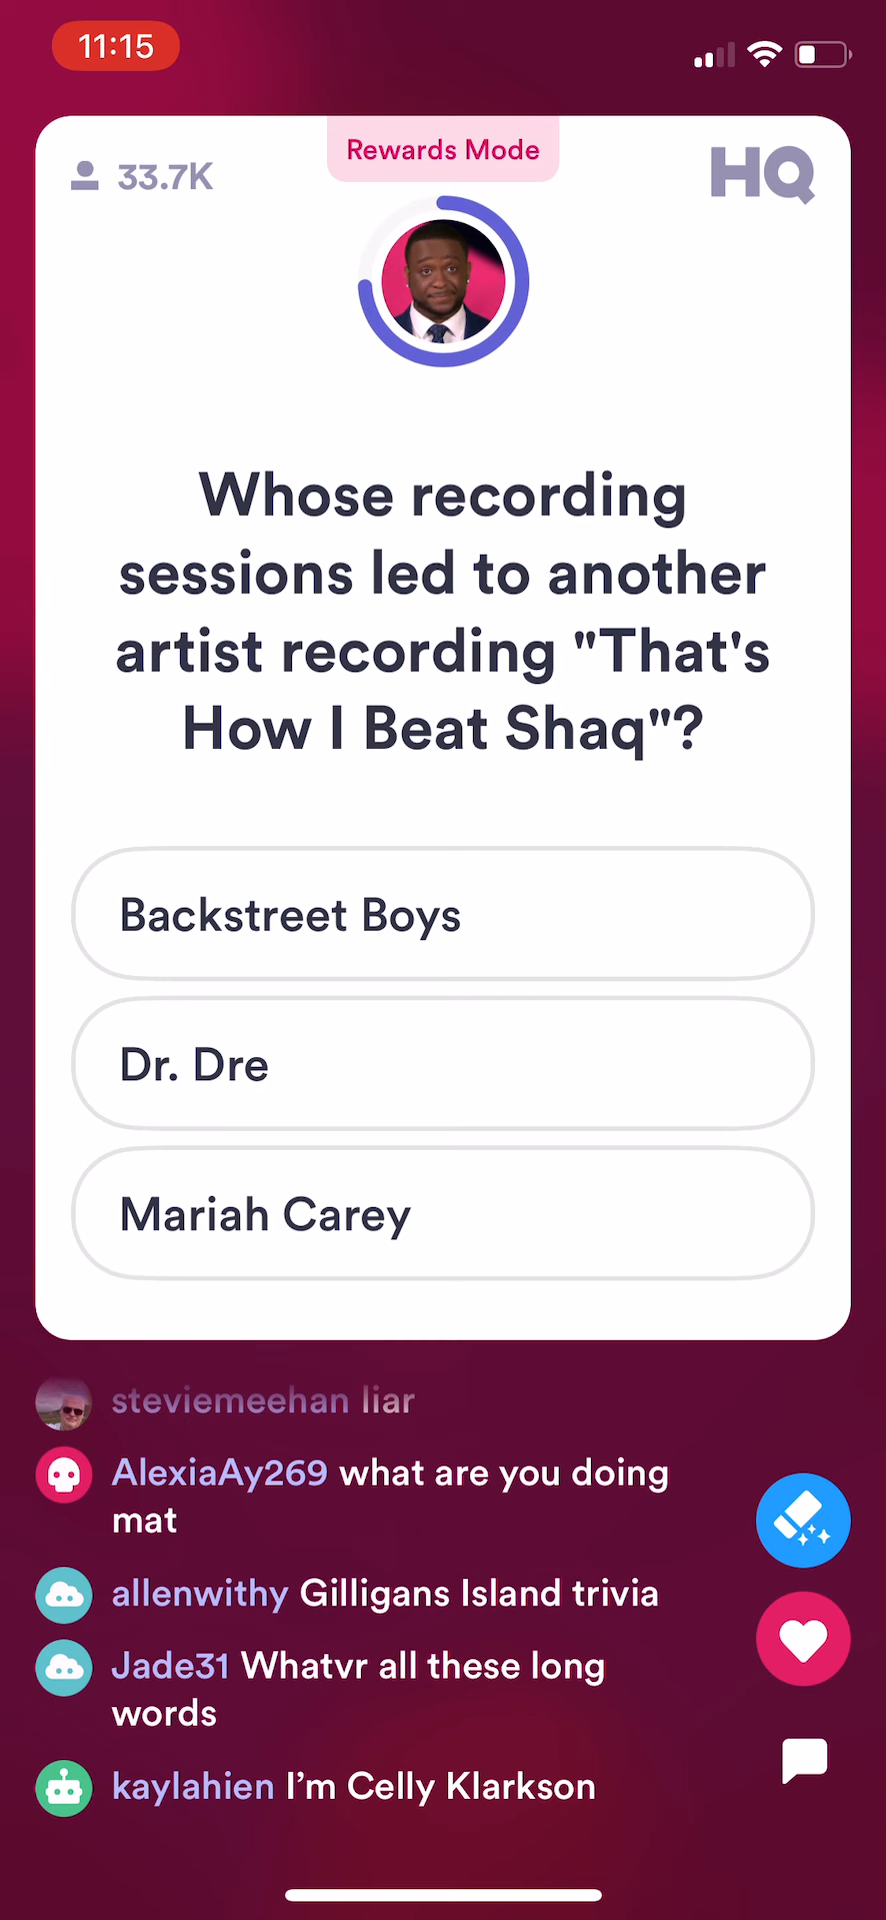 11:15
33.7K
Rewards Mode
HQ
Whose recording
sessions led to another
artist recording "That's
How I Beat Shaq"?
Backstreet Boys
Dr. Dre
Mariah Carey
steviemeehan liar
AlexiaAy269 what are you doing
mat
allenwithy Gilligans Island trivia
Jade31 Whatvr all these long
words
kaylahien I’m Celly Klarkson